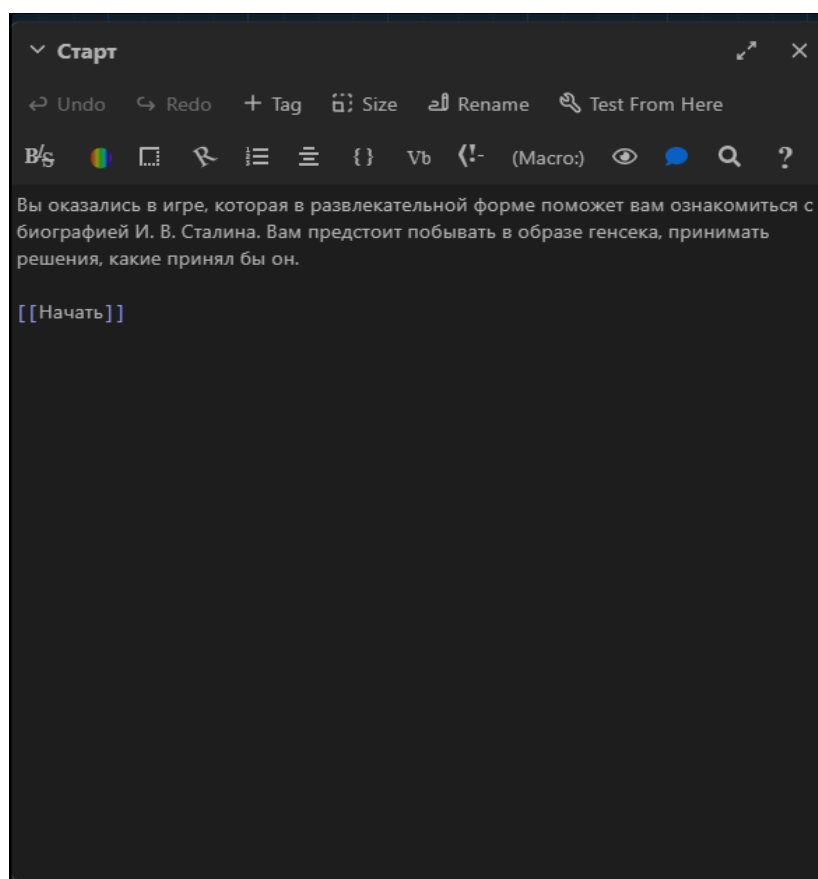 Старт
Undo Redo + Tag Size Rename Test From Here
B/S { } Vb (!- (Macro:) ?
Вы оказались в игре, которая в развлекательной форме поможет вам ознакомиться с
биографией И. В. Сталина. Вам предстоит побывать в образе генсека, принимать
решения, какие принял бы он.
[[Начать]]